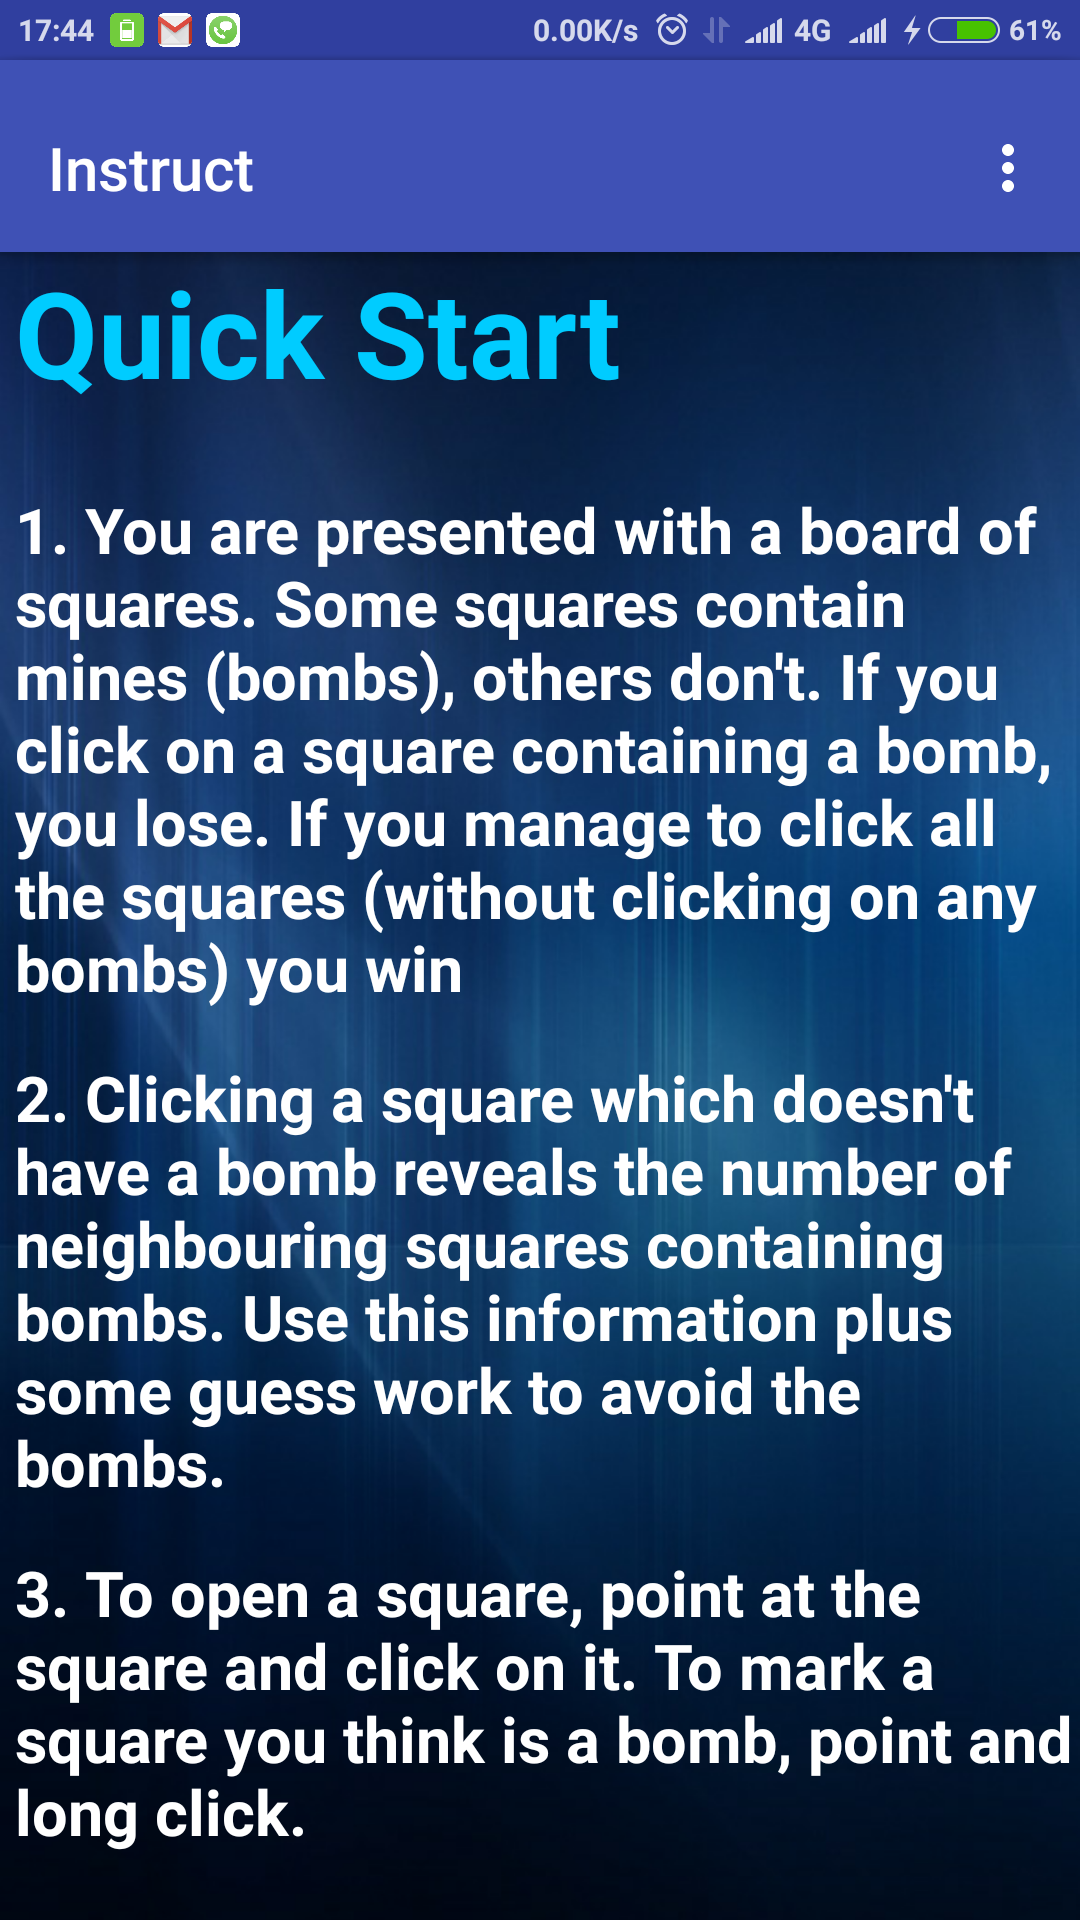 17:44 0.00K/s 4G 61%
Instruct
Quick Start
1. You are presented with a board of
squares. Some squares contain
mines (bombs), others don't. If you
click on a square containing a bomb,
you lose. If you manage to click all
the squares (without clicking on any
bombs) you win
2. Clicking a square which doesn't
have a bomb reveals the number of
neighbouring squares containing
bombs. Use this information plus
some guess work to avoid the
bombs.
3. To open a square, point at the
square and click on it. To mark a
square you think is a bomb, point and
long click.